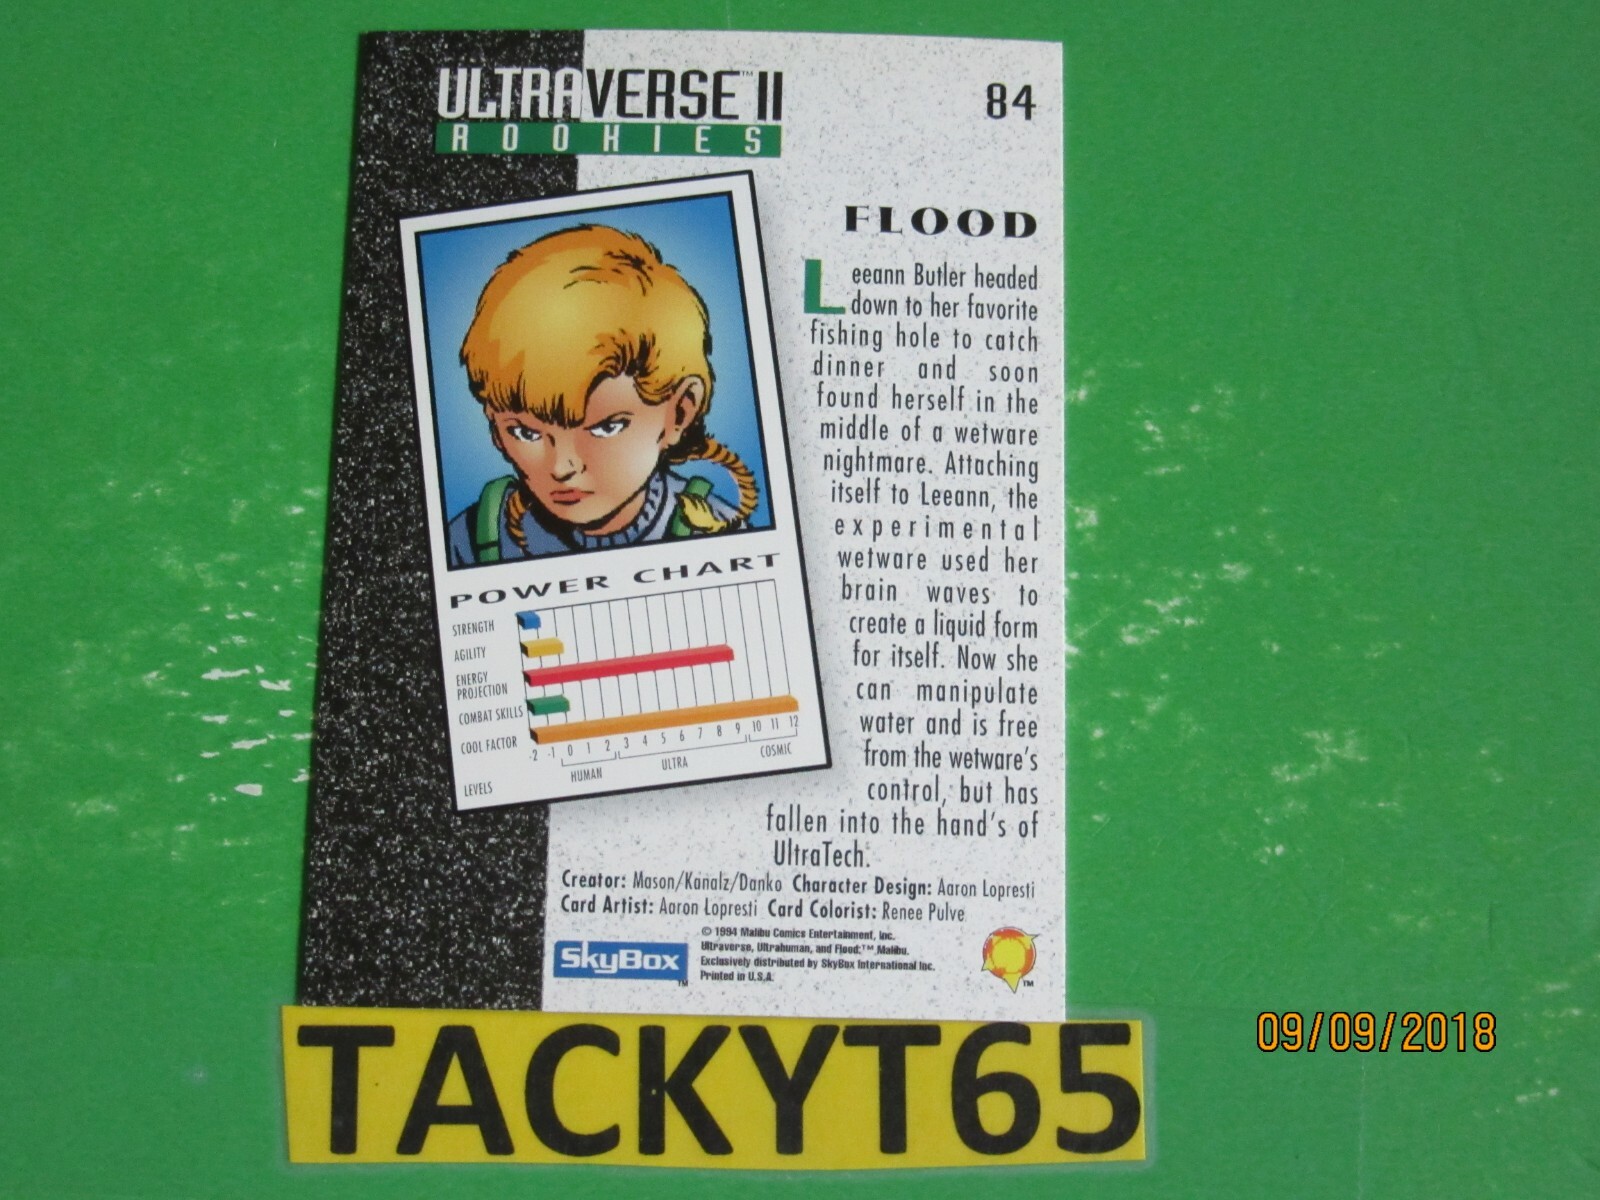 ULTRAVERSE™ II
ROOKIES
84
FLOOD
Leeann Butler headed
down to her favorite
fishing hole to catch
dinner and soon
found herself in the
middle of a wetware
nightmare. Attaching
itself to Leeann, the
experimental
wetware used her
brain waves to
create a liquid form
for itself. Now she
can manipulate
water and is free
from the wetware's
control, but has
fallen into the hand's of
UltraTech.
POWER CHART
STRENGTH
AGILITY
ENERGY
PROJECTION
COMBAT SKILLS
COOL FACTOR
-2 -1 0 1 2 3 4 5 6 7 8 9 10 11 12
HUMAN ULTRA COSMIC
LEVELS
Creator: Mason/Kanalz/Danko Character Design: Aaron Lopresti
Card Artist: Aaron Lopresti Card Colorist: Renee Pulve
SkyBox™
© 1994 Malibu Comics Entertainment, Inc.
Ultraverse, Ultrahuman, and Flood:™ Malibu.
Exclusively distributed by SkyBox International Inc.
Printed in U.S.A.
™
TACKYT65
09/09/2018